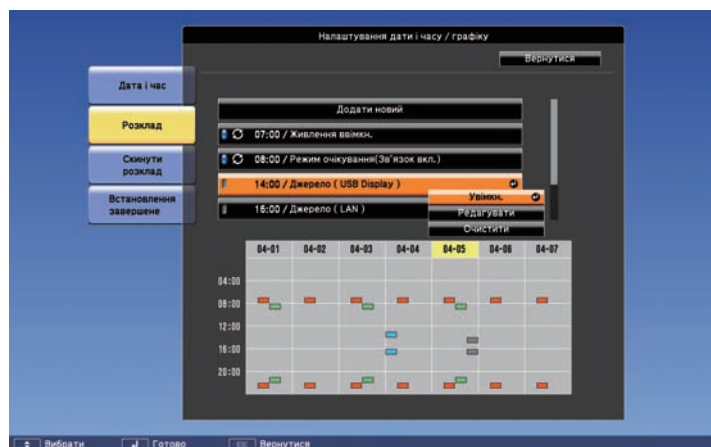 Налаштування дати і часу / графіку
Вернутися
Дата і час
Розклад
Скинути
розклад
Встановлення
завершене
Додати новий
07:00 / Живлення ввімкн.
08:00 / Режим очікування(Зв'язок вкл.)
14:00 / Джерело ( USB Display )
16:00 / Джерело ( LAN )
Увімкн.
Редагувати
Очистити
04-01 04-02 04-03 04-04 04-05 04-06 04-07
04:00
08:00
12:00
16:00
20:00
Вибрати Готово Esc Вернутися